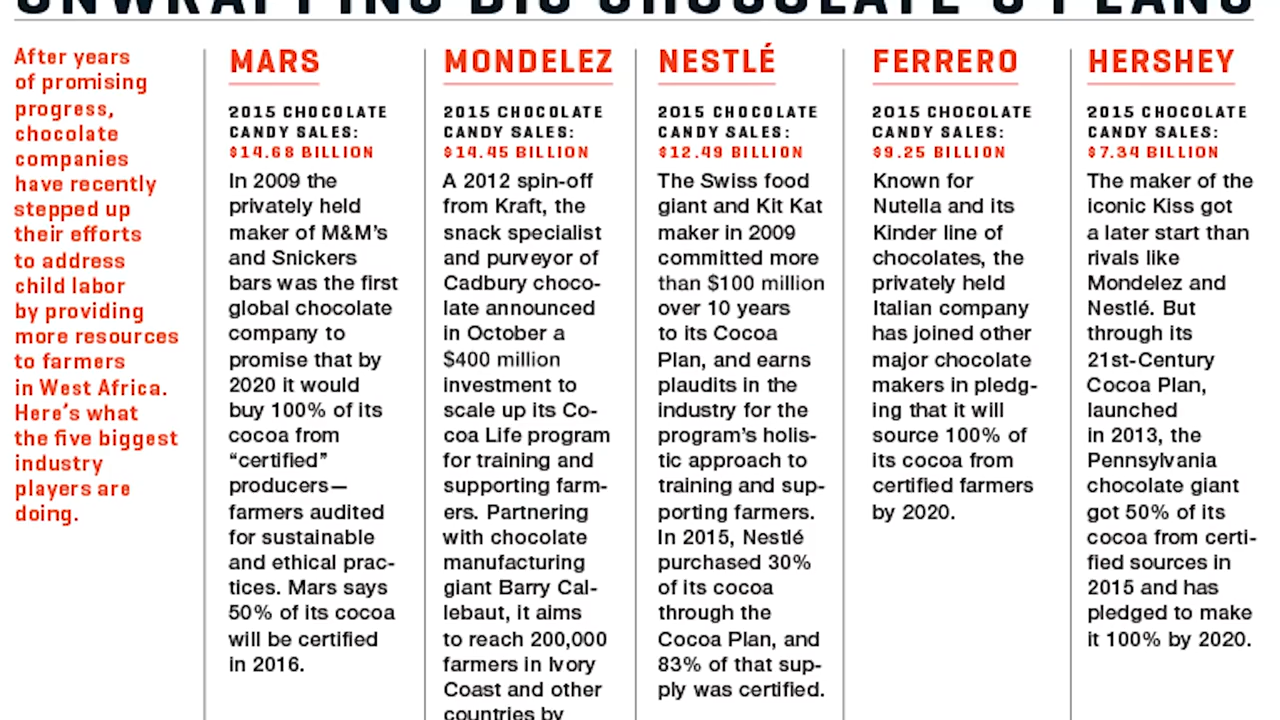 UNWRAPPING BIG CHOCOLATE'S PLANS
After years
of promising
progress,
chocolate
companies
have recently
stepped up
their efforts
to address
child labor
by providing
more resources
to farmers
in West Africa.
Here's what
the five biggest
industry
players are
doing.
MARS
2015 CHOCOLATE
CANDY SALES:
$14.68 BILLION
In 2009 the
privately held
maker of M&M's
and Snickers
bars was the first
global chocolate
company to
promise that by
2020 it would
buy 100% of its
cocoa from
“certified”
producers—
farmers audited
for sustainable
and ethical prac-
tices. Mars says
50% of its cocoa
will be certified
in 2016.
MONDELEZ
2015 CHOCOLATE
CANDY SALES:
$14.45 BILLION
A 2012 spin-off
from Kraft, the
snack specialist
and purveyor of
Cadbury choco-
late announced
in October a
$400 million
investment to
scale up its Co-
coa Life program
for training and
supporting farm-
ers. Partnering
with chocolate
manufacturing
giant Barry Cal-
lebaut, it aims
to reach 200,000
farmers in Ivory
Coast and other
countries by
NESTLÉ
2015 CHOCOLATE
CANDY SALES:
$12.49 BILLION
The Swiss food
giant and Kit Kat
maker in 2009
committed more
than $100 million
over 10 years
to its Cocoa
Plan, and earns
plaudits in the
industry for the
program's holis-
tic approach to
training and sup-
porting farmers.
In 2015, Nestlé
purchased 30%
of its cocoa
through the
Cocoa Plan, and
83% of that sup-
ply was certified.
FERRERO
2015 CHOCOLATE
CANDY SALES:
$9.25 BILLION
Known for
Nutella and its
Kinder line of
chocolates, the
privately held
Italian company
has joined other
major chocolate
makers in pledg-
ing that it will
source 100% of
its cocoa from
certified farmers
by 2020.
HERSHEY
2015 CHOCOLATE
CANDY SALES:
$7.34 BILLION
The maker of the
iconic Kiss got
a later start than
rivals like
Mondelez and
Nestlé. But
through its
21st-Century
Cocoa Plan,
launched
in 2013, the
Pennsylvania
chocolate giant
got 50% of its
cocoa from certi-
fied sources in
2015 and has
pledged to make
it 100% by 2020.